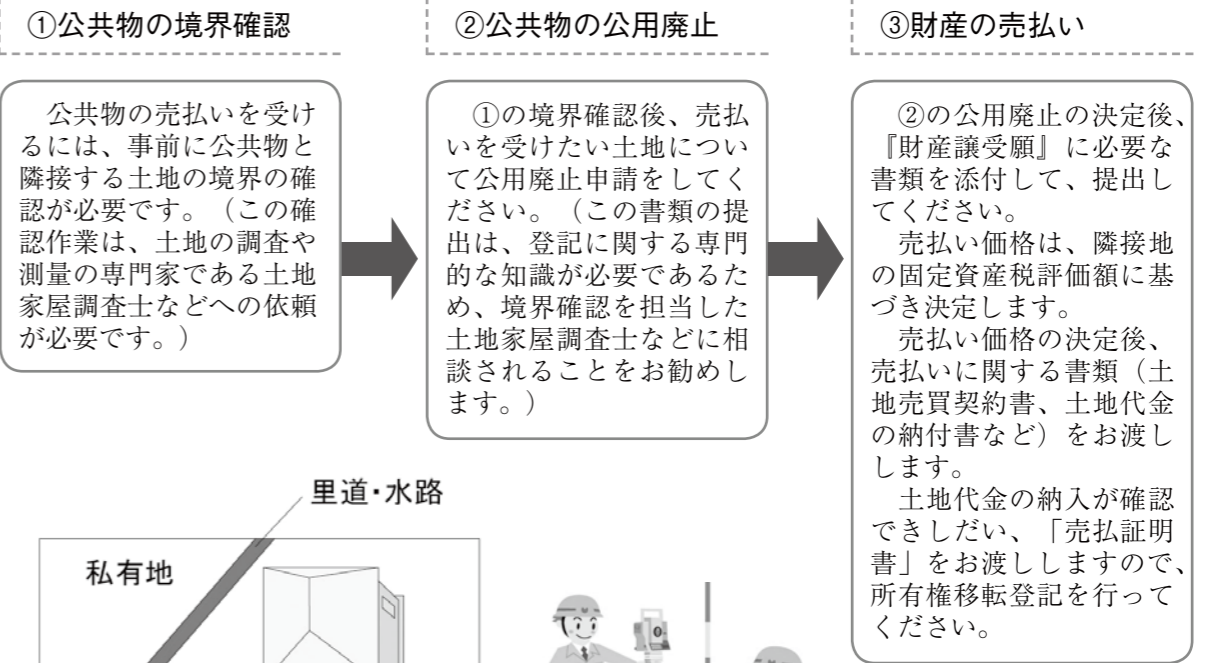 ①公共物の境界確認
公共物の売払いを受け
るには、事前に公共物と
隣接する土地の境界の確
認が必要です。（この確
認作業は、土地の調査や
測量の専門家である土地
家屋調査士などへの依頼
が必要です。）
②公共物の公用廃止
①の境界確認後、売払
いを受けたい土地につい
て公用廃止申請をしてく
ださい。（この書類の提
出は、登記に関する専門
的な知識が必要であるた
め、境界確認を担当した
土地家屋調査士などに相
談されることをお勧めし
ます。）
③財産の売払い
②の公用廃止の決定後、
『財産譲受願』に必要な
書類を添付して、提出し
てください。
売払い価格は、隣接地
の固定資産税評価額に基
づき決定します。
売払い価格の決定後、
売払いに関する書類（土
地売買契約書、土地代金
の納付書など）をお渡し
します。
土地代金の納入が確認
できしだい、「売払証明
書」をお渡ししますので、
所有権移転登記を行って
ください。
里道・水路
私有地